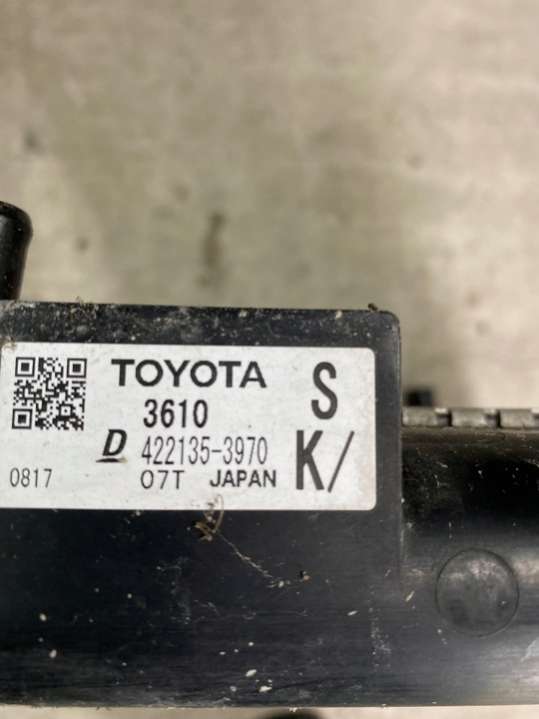 TOYOTA
S
3610
D 422135-3970
K/
0817
07T JAPAN